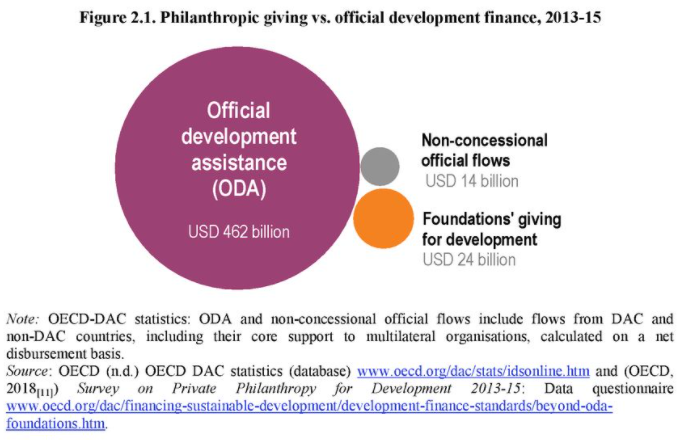 Figure 2.1. Philanthropic giving vs. official development finance, 2013-15
Official
development
assistance
(ODA)
USD 462 billion
Non-concessional
official flows
USD 14 billion
Foundations' giving
for development
USD 24 billion
Note: OECD-DAC statistics: ODA and non-concessional official flows include flows from DAC and
non-DAC countries, including their core support to multilateral organisations, calculated on a net
disbursement basis.
Source: OECD (n.d.) OECD DAC statistics (database) www.oecd.org/dac/stats/idsonline.htm and (OECD,
2018[11]) Survey on Private Philanthropy for Development 2013-15: Data questionnaire
www.oecd.org/dac/financing-sustainable-development/development-finance-standards/beyond-oda-
foundations.htm.